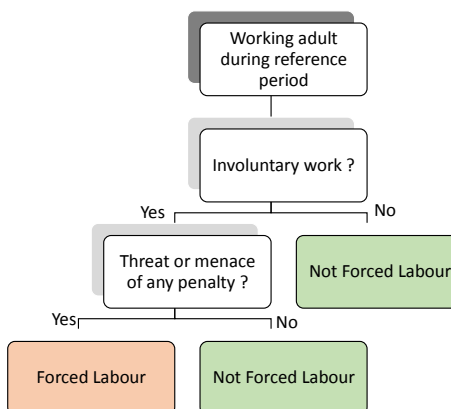 Working adult
during reference
period
Involuntary work ?
Yes
No
Threat or menace
of any penalty ?
Not Forced Labour
Yes
No
Forced Labour
Not Forced Labour